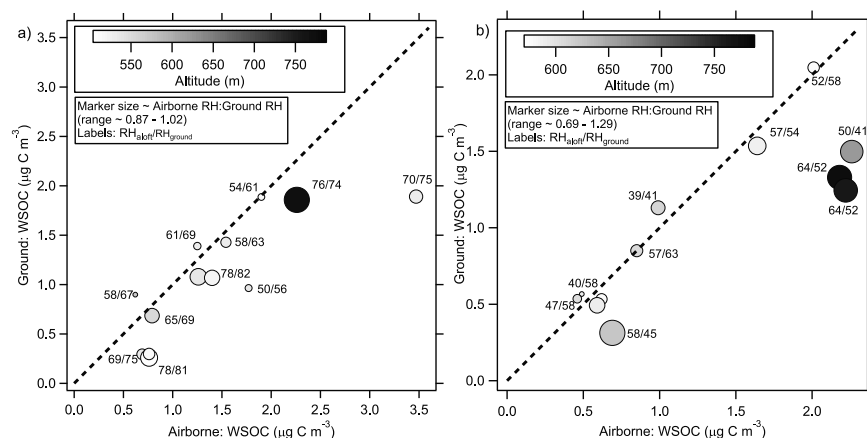 a)
550 600 650 700 750
Altitude (m)
Marker size ~ Airborne RH:Ground RH
(range ~ 0.87 - 1.02)
Labels: RHaloft/RHground
3.5
3.0
2.5
2.0
1.5
1.0
0.5
0.0
Ground: WSOC (µg C m-3)
54/61
76/74
70/75
61/69
58/63
78/82
50/56
58/67
65/69
69/75
78/81
0.0 0.5 1.0 1.5 2.0 2.5 3.0 3.5
Airborne: WSOC (µg C m-3)
b)
600 650 700 750
Altitude (m)
Marker size ~ Airborne RH:Ground RH
(range ~ 0.69 - 1.29)
Labels: RHaloft/RHground
2.0
1.5
1.0
0.5
0.0
Ground: WSOC (µg C m-3)
52/58
57/54
50/41
64/52
64/52
39/41
57/63
40/58
47/58
58/45
0.0 0.5 1.0 1.5 2.0
Airborne: WSOC (µg C m-3)